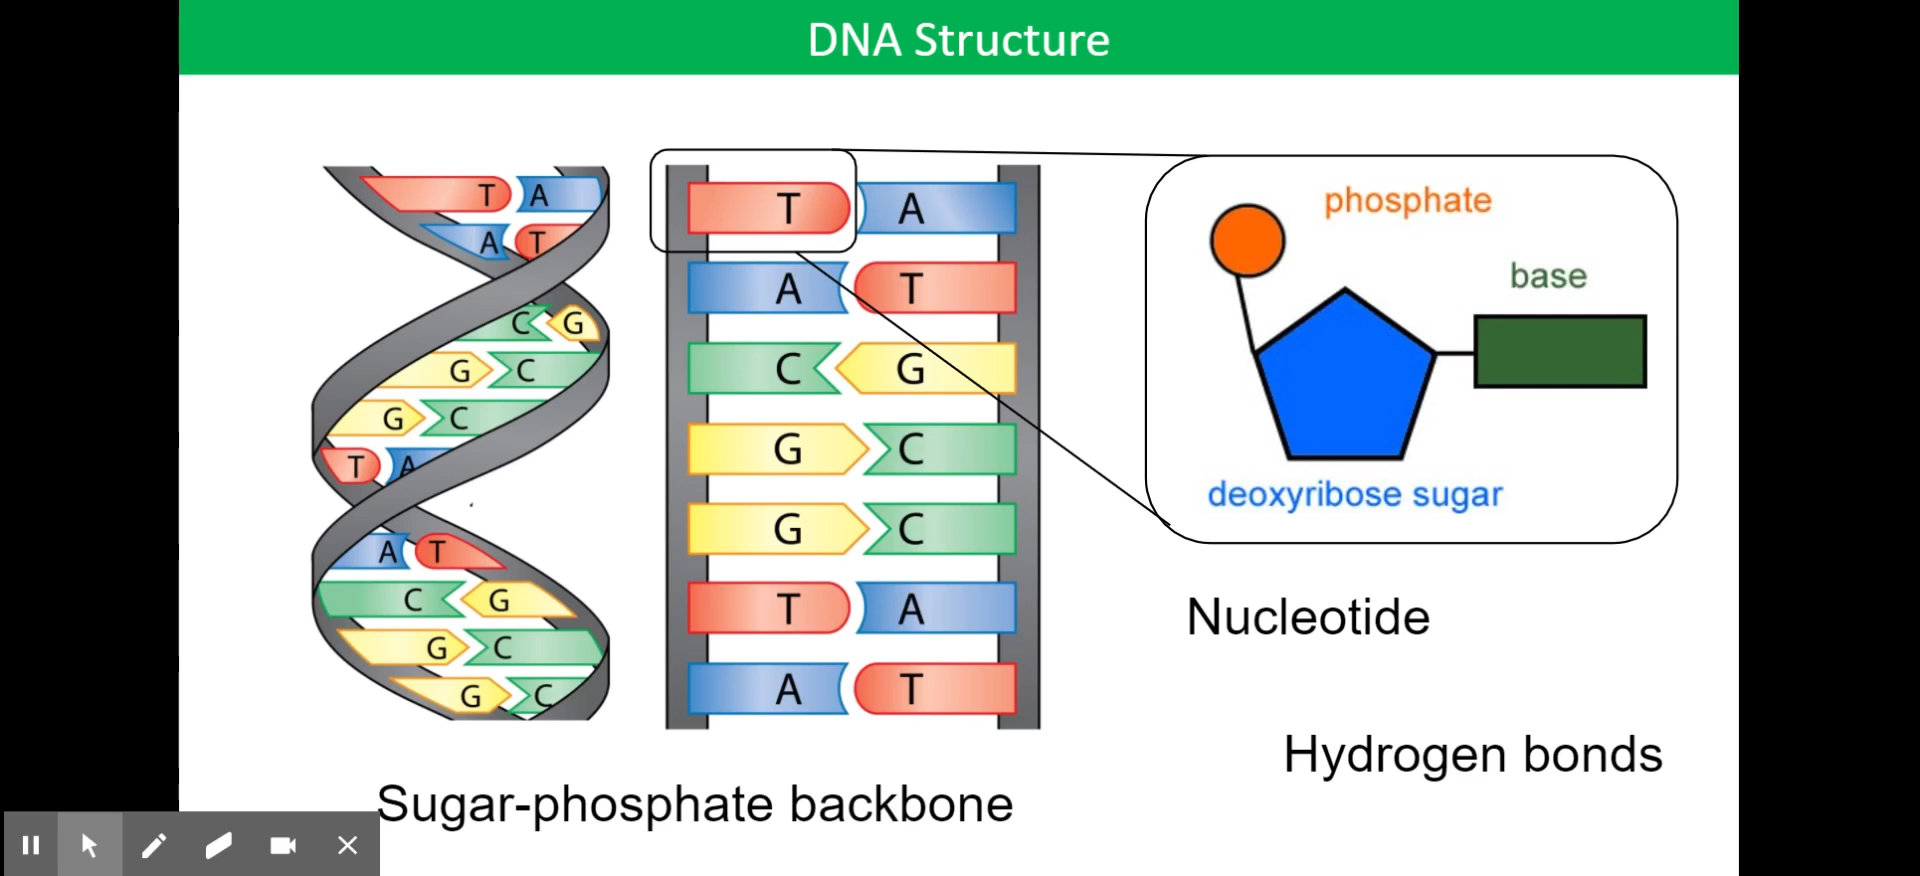 DNA Structure
T A
A T
C G
G C
G C
T A
A T
C G
G C
G C
T A
A T
C G
G C
G C
T A
A T
phosphate
base
deoxyribose sugar
Nucleotide
Hydrogen bonds
Sugar-phosphate backbone